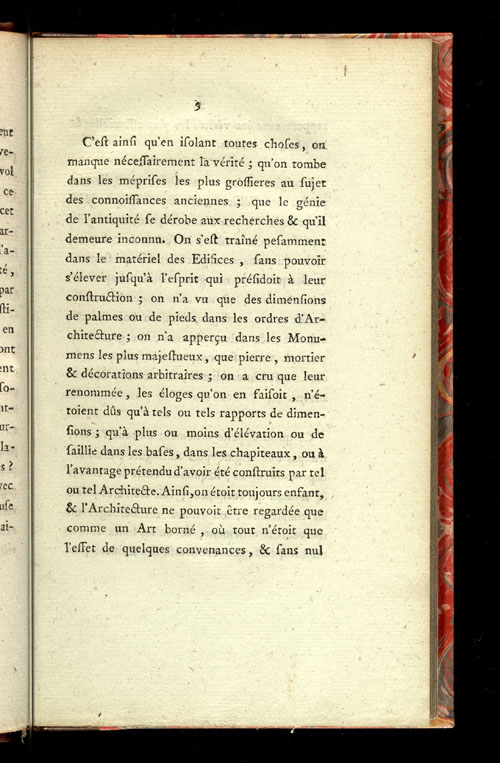 9
C'eſt ainſi qu'en iſolant toutes choſes, on
manque néceſſairement la vérité ; qu'on tombe
dans les mépriſes les plus groſſieres au ſujet
des connoiſſances anciennes ; que le génie
de l'antiquité ſe dérobe aux recherches & qu'il
demeure inconnu. On s'eſt traîné peſamment
dans le matériel des Edifices, ſans pouvoir
s'élever juſqu'à l'eſprit qui préſidoit à leur
conſtruction ; on n'a vu que des dimenſions
de palmes ou de pieds dans les ordres d'Ar-
chitecture ; on n'a apperçu dans les Monu-
mens les plus majeſtueux, que pierre, mortier
& décorations arbitraires ; on a cru que leur
renommée, les éloges qu'on en faiſoit, n'é-
toient dûs qu'à tels ou tels rapports de dimen-
ſions ; qu'à plus ou moins d'élévation ou de
ſaillie dans les baſes, dans les chapiteaux, ou à
l'avantage prétendu d'avoir été conſtruits par tel
ou tel Architecte. Ainſi, on étoit toujours enfant,
& l'Architecture ne pouvoit être regardée que
comme un Art borné, où tout n'étoit que
l'effet de quelques convenances, & ſans nul